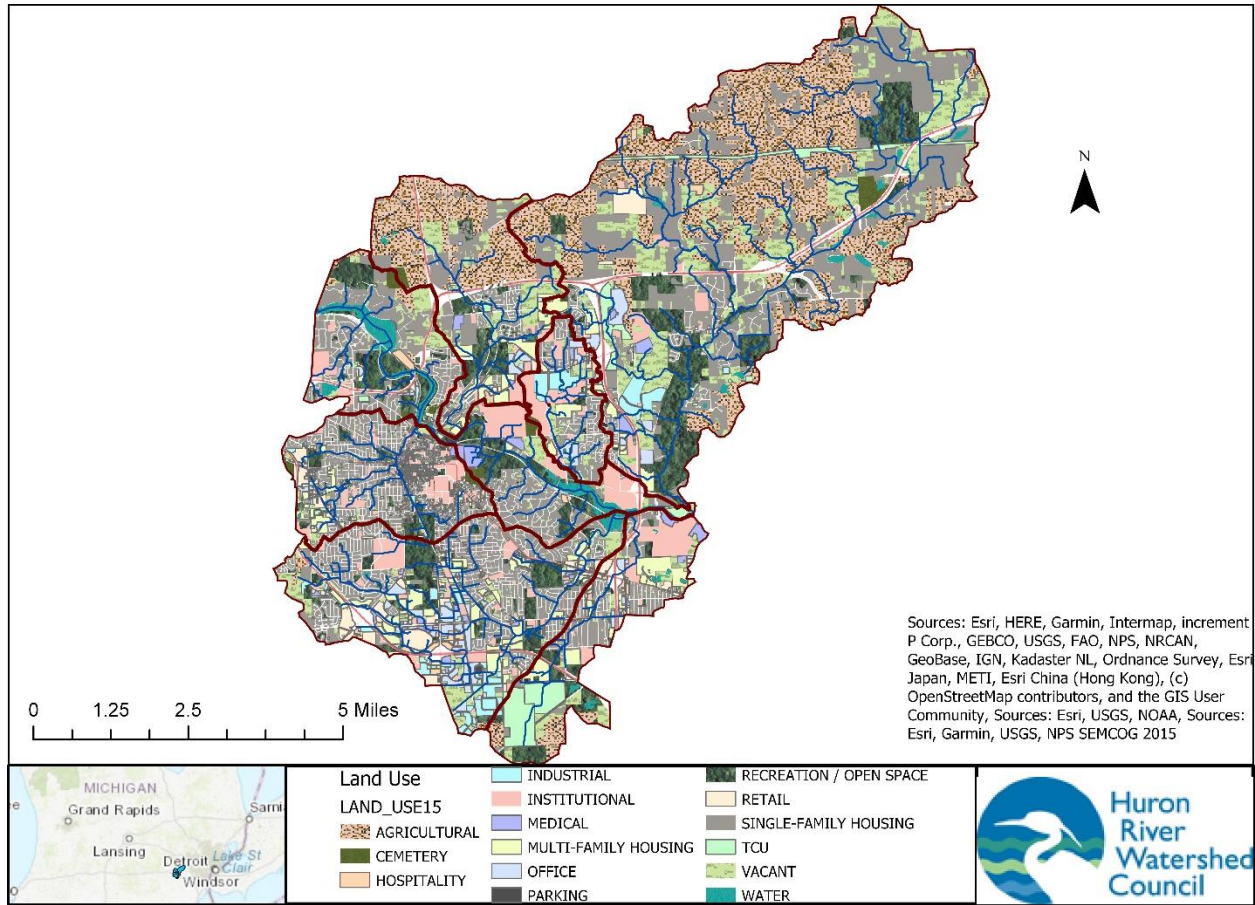 N
Sources: Esri, HERE, Garmin, Intermap, increment
P Corp., GEBCO, USGS, FAO, NPS, NRCAN,
GeoBase, IGN, Kadaster NL, Ordnance Survey, Esri
Japan, METI, Esri China (Hong Kong), (c)
OpenStreetMap contributors, and the GIS User
Community, Sources: Esri, USGS, NOAA, Sources:
Esri, Garmin, USGS, NPS SEMCOG 2015
0 1.25 2.5 5 Miles
MICHIGAN
Grand Rapids
Sarni
Lansing
Detroit
Lake St
Clair
Windsor
Land Use
LAND_USE15
AGRICULTURAL
CEMETERY
HOSPITALITY
INDUSTRIAL
INSTITUTIONAL
MEDICAL
MULTI-FAMILY HOUSING
OFFICE
PARKING
RECREATION / OPEN SPACE
RETAIL
SINGLE-FAMILY HOUSING
TCU
VACANT
WATER
Huron
River
Watershed
Council